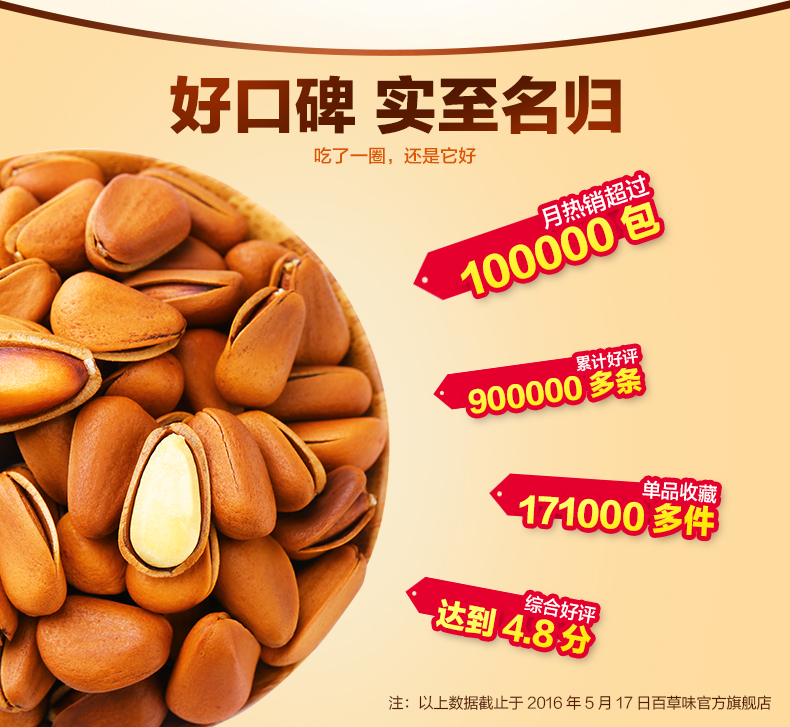 好口碑 实至名归
吃了一圈，还是它好
月热销超过
100000 包
累计好评
900000 多条
单品收藏
171000 多件
综合好评
达到 4.8 分
注：以上数据截止于 2016 年 5 月 17 日百草味官方旗舰店